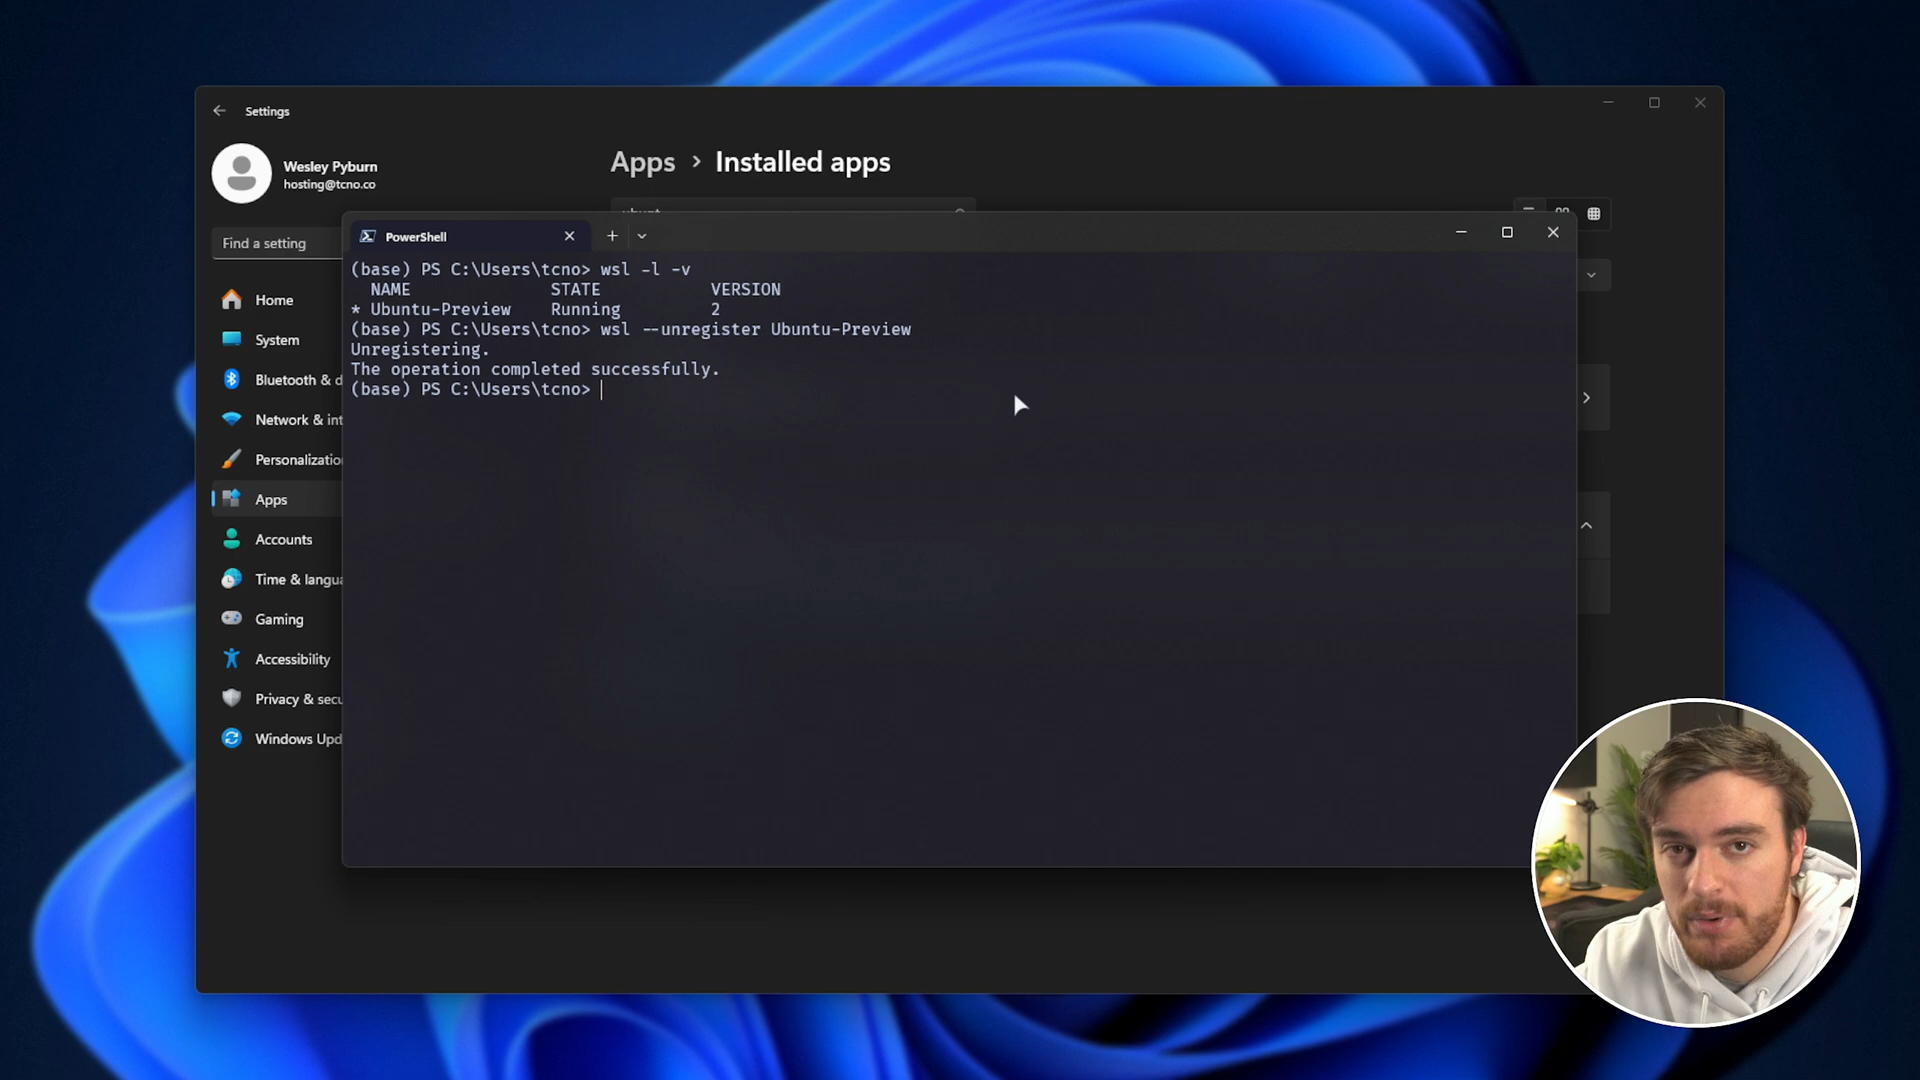 Settings
Wesley Pyburn
hosting@tcno.co
Apps > Installed apps
Find a setting
PowerShell
(base) PS C:\Users\tcno> wsl -l -v
NAME STATE VERSION
* Ubuntu-Preview Running 2
(base) PS C:\Users\tcno> wsl --unregister Ubuntu-Preview
Unregistering.
The operation completed successfully.
(base) PS C:\Users\tcno>
Home
System
Bluetooth & d
Network & int
Personalizatio
Apps
Accounts
Time & langua
Gaming
Accessibility
Privacy & secu
Windows Upd